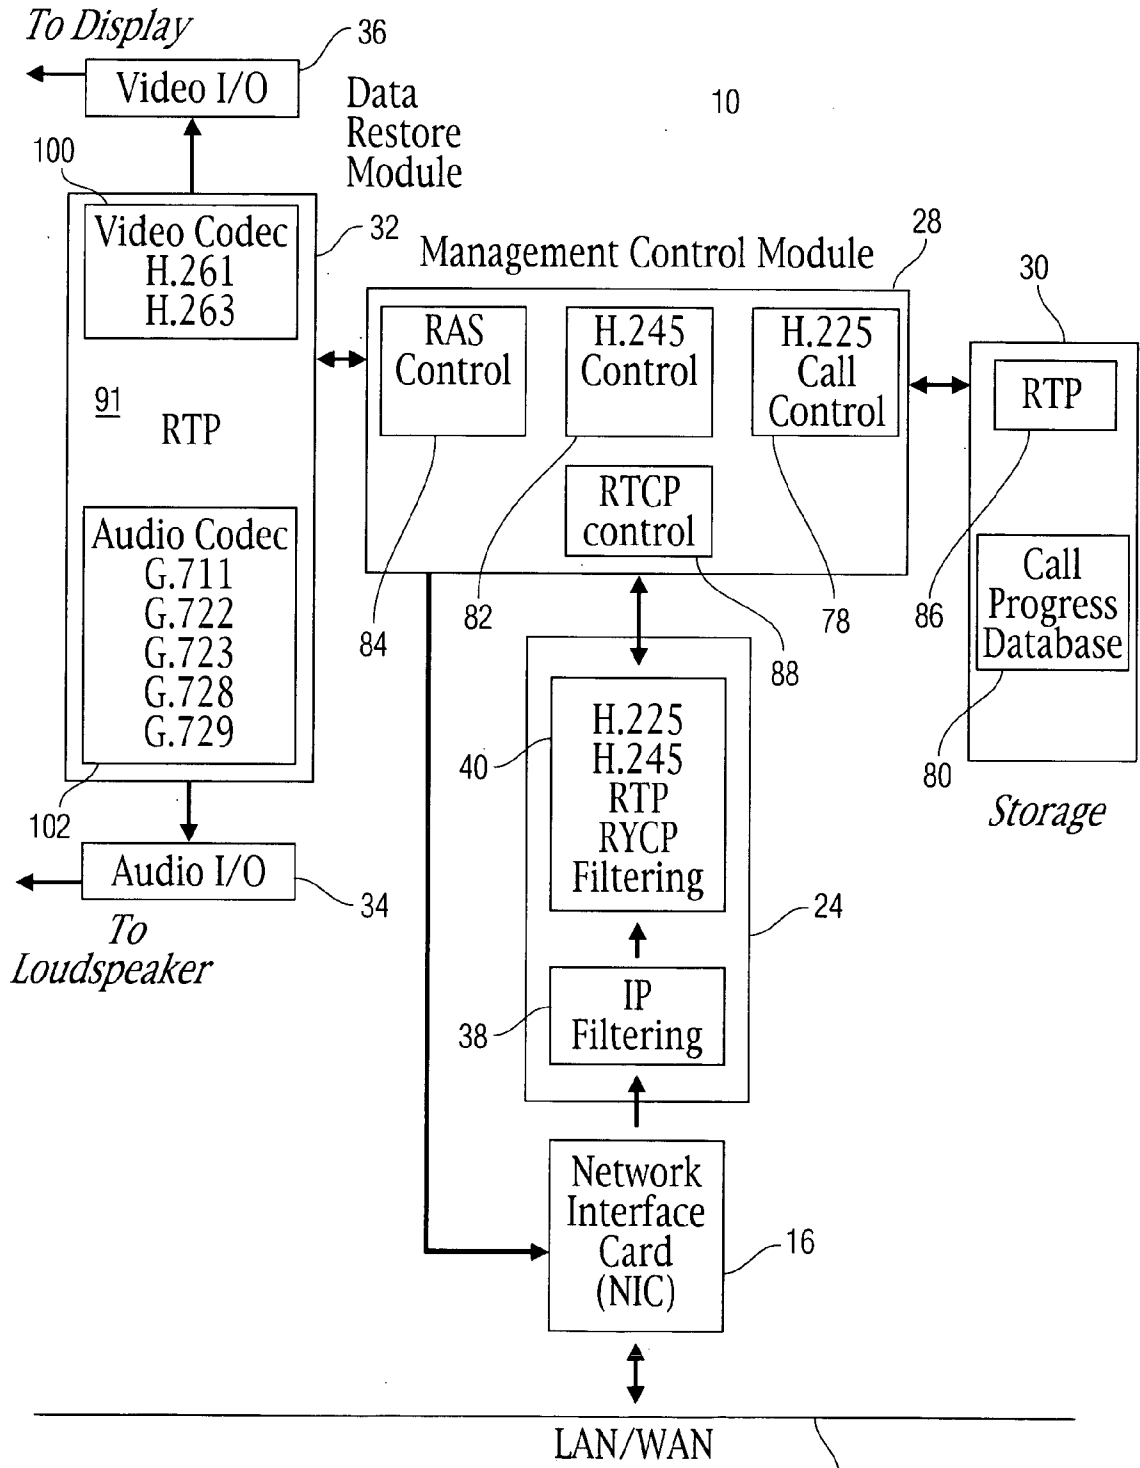 To Display
36
Video I/O
Data
Restore
Module
10
100
Video Codec
H.261
H.263
32
91
RTP
Audio Codec
G.711
G.722
G.723
G.728
G.729
102
Audio I/O
34
To
Loudspeaker
Management Control Module
28
RAS
Control
H.245
Control
H.225
Call
Control
RTCP
control
84
82
78
88
30
RTP
86
Call
Progress
Database
80
Storage
H.225
H.245
RTP
RYCP
Filtering
40
24
IP
Filtering
38
Network
Interface
Card
(NIC)
16
LAN/WAN